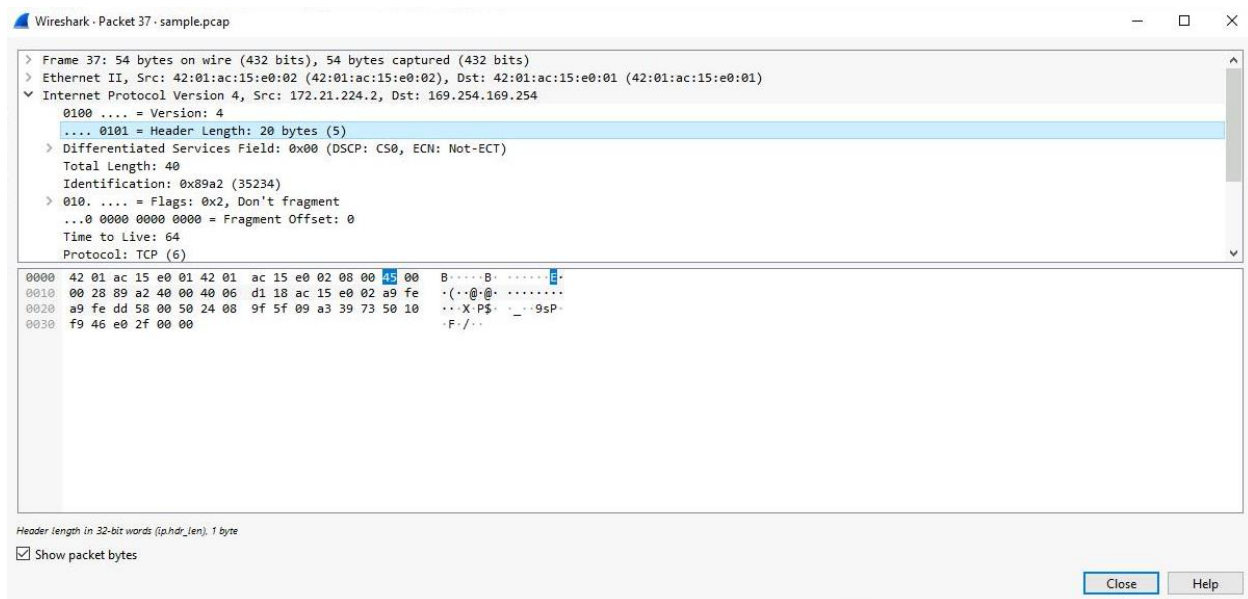 Wireshark · Packet 37 · sample.pcap
> Frame 37: 54 bytes on wire (432 bits), 54 bytes captured (432 bits)
> Ethernet II, Src: 42:01:ac:15:e0:02 (42:01:ac:15:e0:02), Dst: 42:01:ac:15:e0:01 (42:01:ac:15:e0:01)
Internet Protocol Version 4, Src: 172.21.224.2, Dst: 169.254.169.254
0100 .... = Version: 4
.... 0101 = Header Length: 20 bytes (5)
> Differentiated Services Field: 0x00 (DSCP: CS0, ECN: Not-ECT)
Total Length: 40
Identification: 0x89a2 (35234)
> 010. .... = Flags: 0x2, Don't fragment
...0 0000 0000 0000 = Fragment Offset: 0
Time to Live: 64
Protocol: TCP (6)
0000 42 01 ac 15 e0 01 42 01 ac 15 e0 02 08 00 45 00 B·····B· ······E·
0010 00 28 89 a2 40 00 40 06 d1 18 ac 15 e0 02 a9 fe ·(··@·@· ········
0020 a9 fe dd 58 00 50 24 08 9f 5f 09 a3 39 73 50 10 ···X·P$· ·_··9sP·
0030 f9 46 e0 2f 00 00 ·F·/··
Header length in 32-bit words (ip.hdr_len), 1 byte
Show packet bytes
Close Help